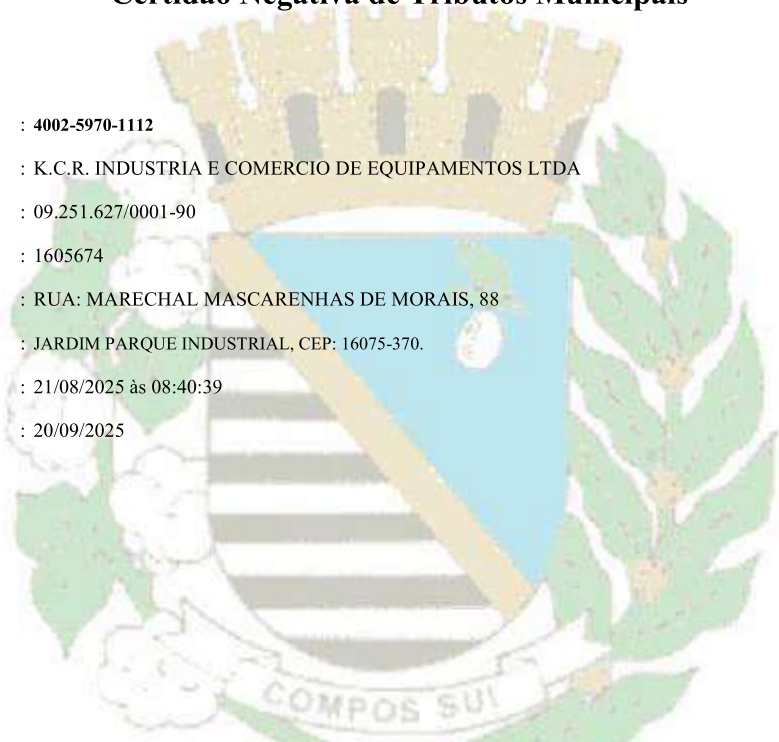 Certidão Negativa de Tributos Municipais
: 4002-5970-1112
: K.C.R. INDUSTRIA E COMERCIO DE EQUIPAMENTOS LTDA
: 09.251.627/0001-90
: 1605674
: RUA: MARECHAL MASCARENHAS DE MORAIS, 88
: JARDIM PARQUE INDUSTRIAL, CEP: 16075-370.
: 21/08/2025 às 08:40:39
: 20/09/2025
COMPOS SUI